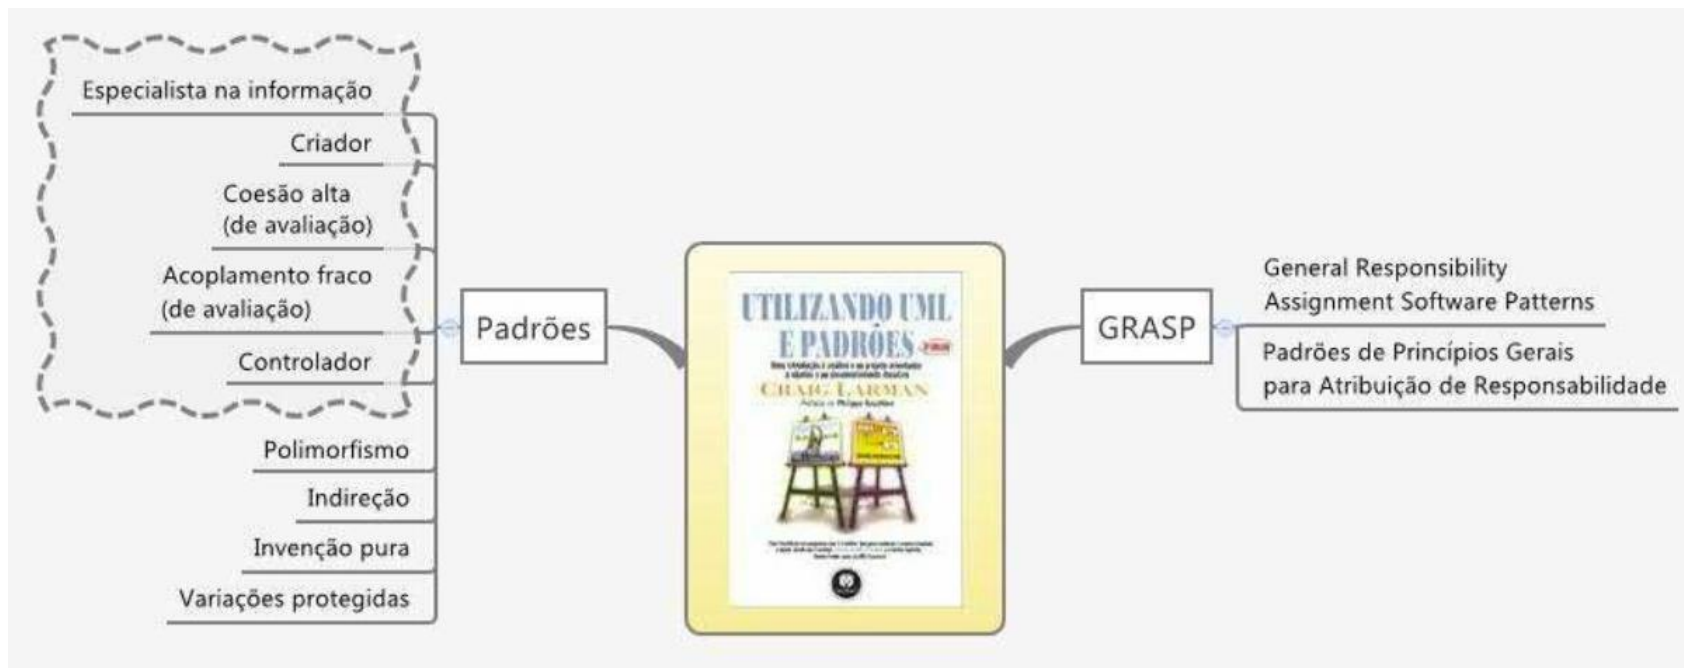 Especialista na informação
Criador
Coesão alta
(de avaliação)
Acoplamento fraco
(de avaliação)
Controlador
Polimorfismo
Indireção
Invenção pura
Variações protegidas
Padrões
UTILIZANDO UML
E PADRÕES
CRAIG LARMAN
GRASP
General Responsibility
Assignment Software Patterns
Padrões de Princípios Gerais
para Atribuição de Responsabilidade